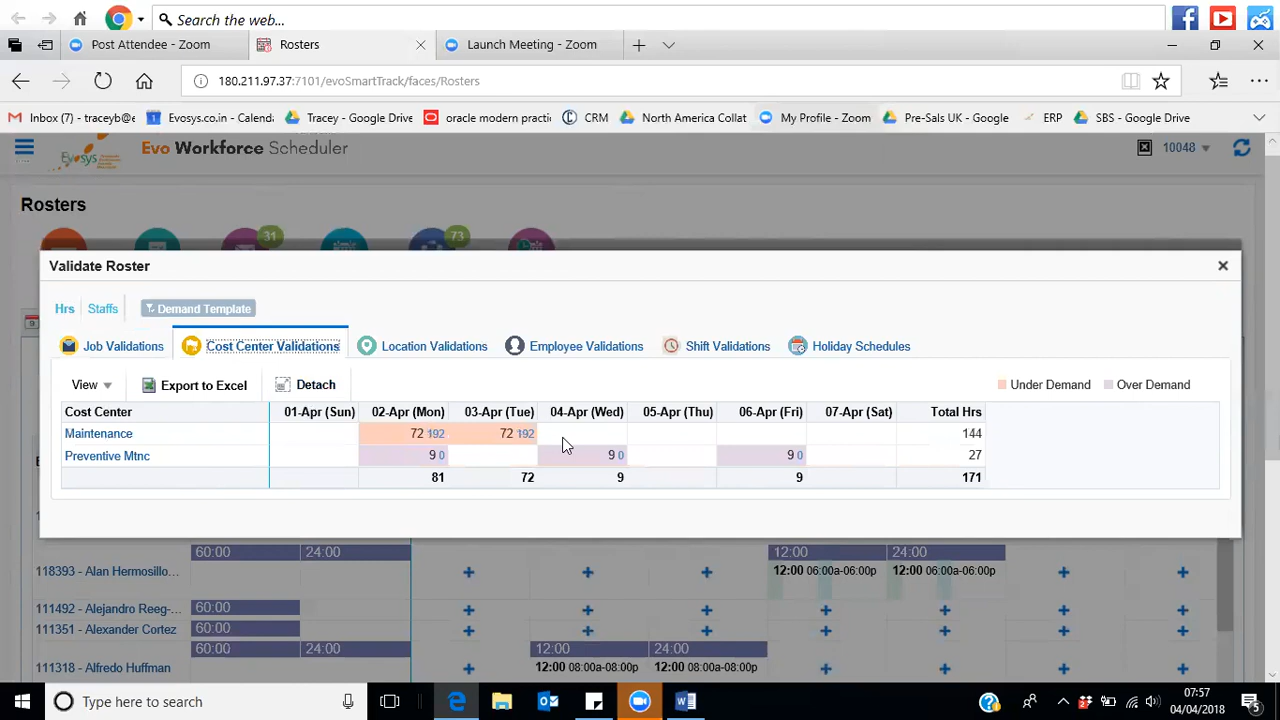 Search the web...
Post Attendee - Zoom
Rosters
Launch Meeting - Zoom
180.211.97.37:7101/evoSmartTrack/faces/Rosters
Inbox (7) - traceyb@e
Evosys.co.in - Calenda
Tracey - Google Drive
oracle modern practi
CRM
North America Collat
My Profile - Zoom
Pre-Sals UK - Google
ERP
SBS - Google Drive
Evosys
Evo Workforce Scheduler
10048
Rosters
31
73
Validate Roster
Hrs Staffs Demand Template
Job Validations Cost Center Validations Location Validations Employee Validations Shift Validations Holiday Schedules
View Export to Excel Detach Under Demand Over Demand
Cost Center 01-Apr (Sun) 02-Apr (Mon) 03-Apr (Tue) 04-Apr (Wed) 05-Apr (Thu) 06-Apr (Fri) 07-Apr (Sat) Total Hrs
Maintenance 72 192 72 192 144
Preventive Mtnc 9 0 9 0 9 0 27
81 72 9 9 171
60:00 24:00 12:00 24:00
118393 - Alan Hermosillo... 12:00 06:00a-06:00p 12:00 06:00a-06:00p
111492 - Alejandro Reeg-... 60:00
111351 - Alexander Cortez 60:00
60:00 24:00 12:00 24:00
111318 - Alfredo Huffman 12:00 08:00a-08:00p 12:00 08:00a-08:00p
Type here to search
07:57
04/04/2018
5